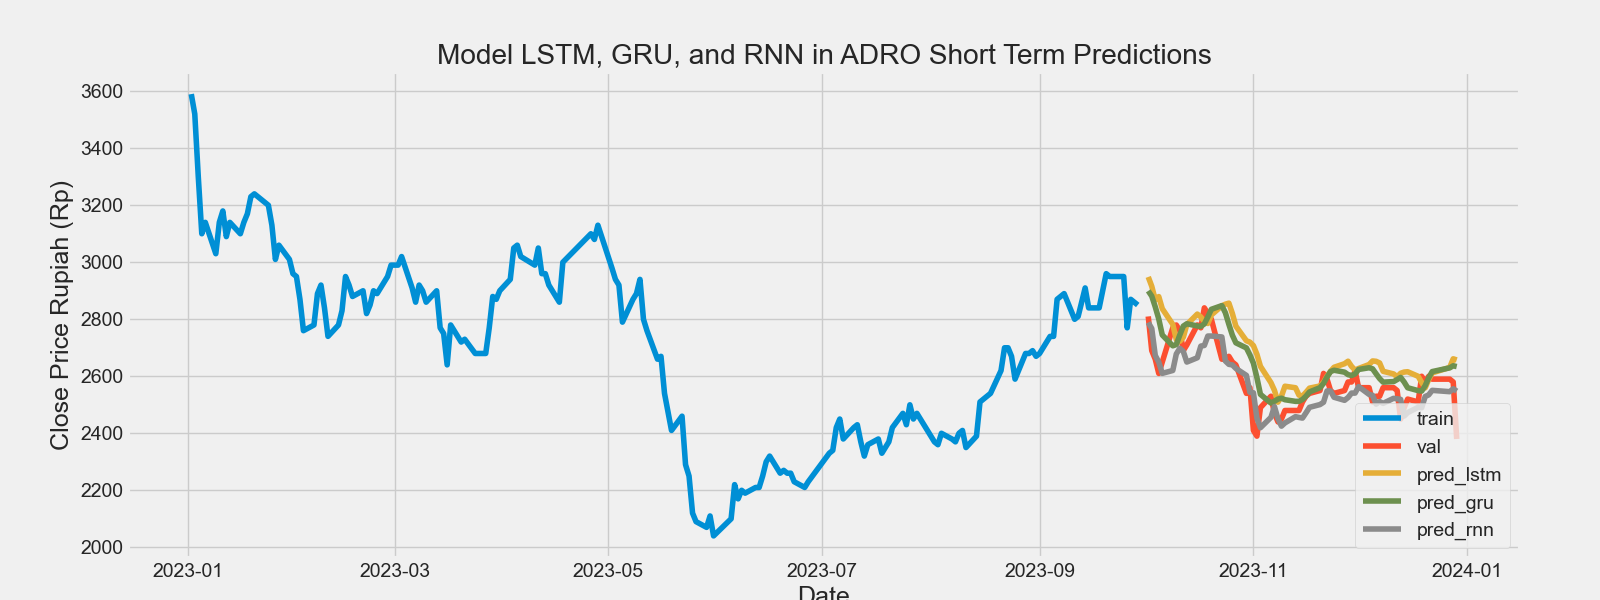 Model LSTM, GRU, and RNN in ADRO Short Term Predictions
Close Price Rupiah (Rp)
3600
3400
3200
3000
2800
2600
2400
2200
2000
2023-01 2023-03 2023-05 2023-07 2023-09 2023-11 2024-01
Date
train
val
pred_lstm
pred_gru
pred_rnn